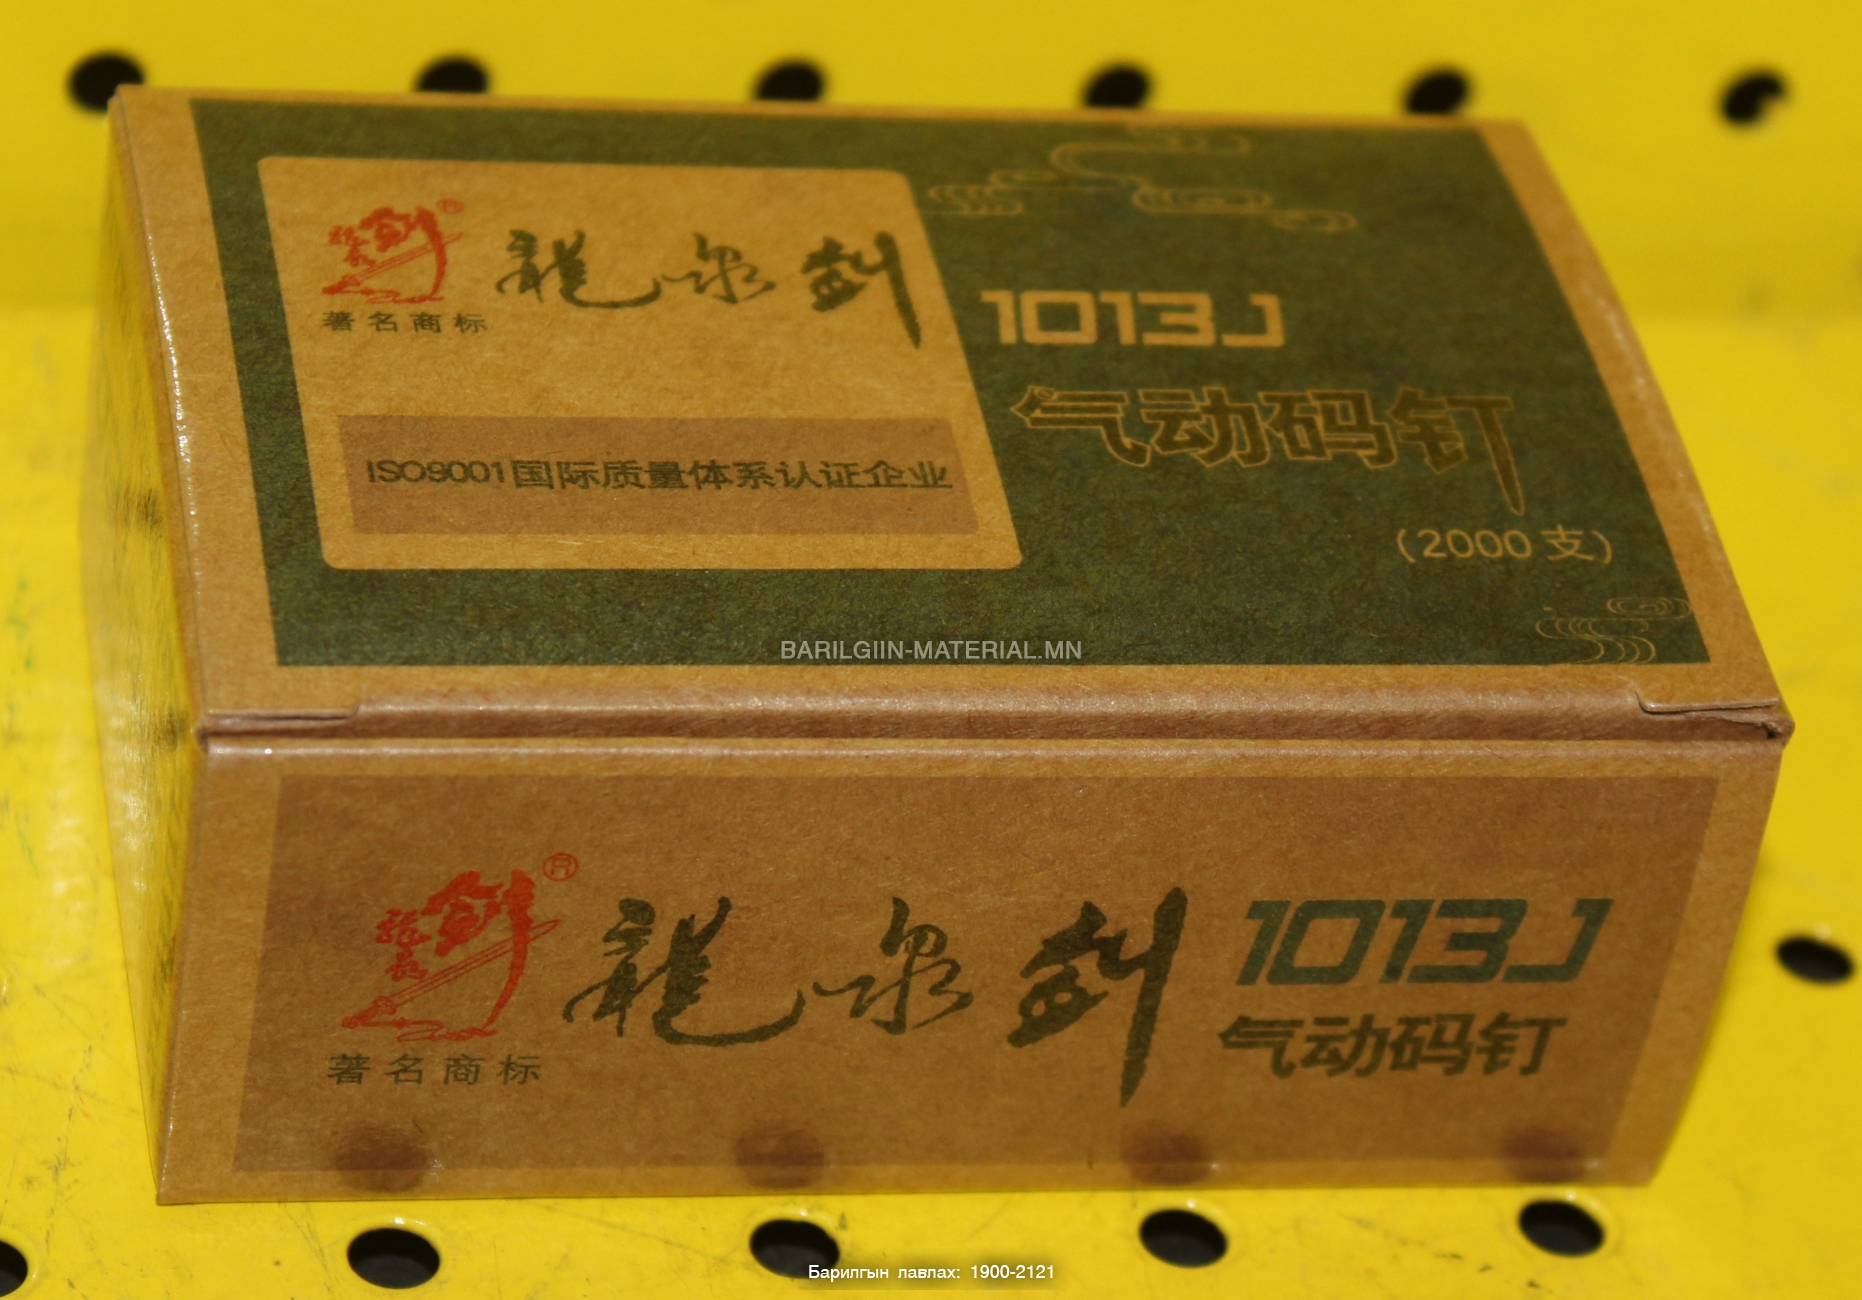 龍泉劍
著名商标
1013J
气动码钉
ISO9001国际质量体系认证企业
(2000支)
BARILGIIN-MATERIAL.MN
龍泉劍
1013J
气动码钉
著名商标
Барилгын лавлах: 1900-2121